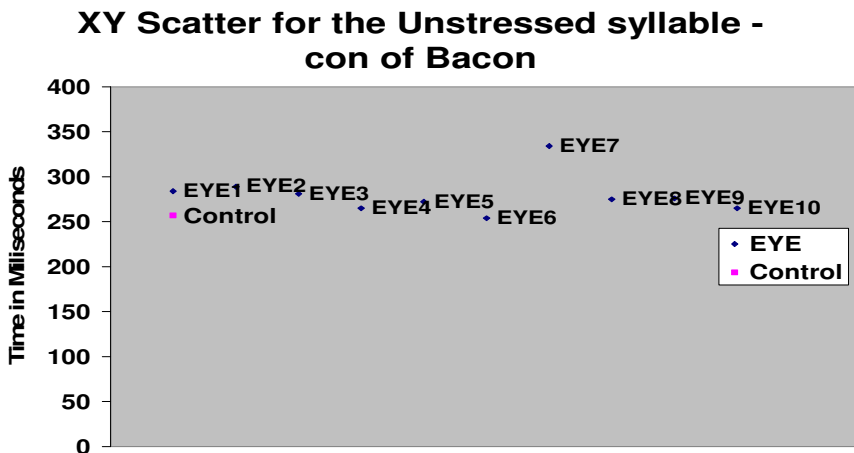 XY Scatter for the Unstressed syllable -
con of Bacon
400
350
300
250
200
150
100
50
0
Time in Miliseconds
EYE1
EYE2
EYE3
EYE4
EYE5
EYE6
EYE7
EYE8
EYE9
EYE10
Control
EYE
Control